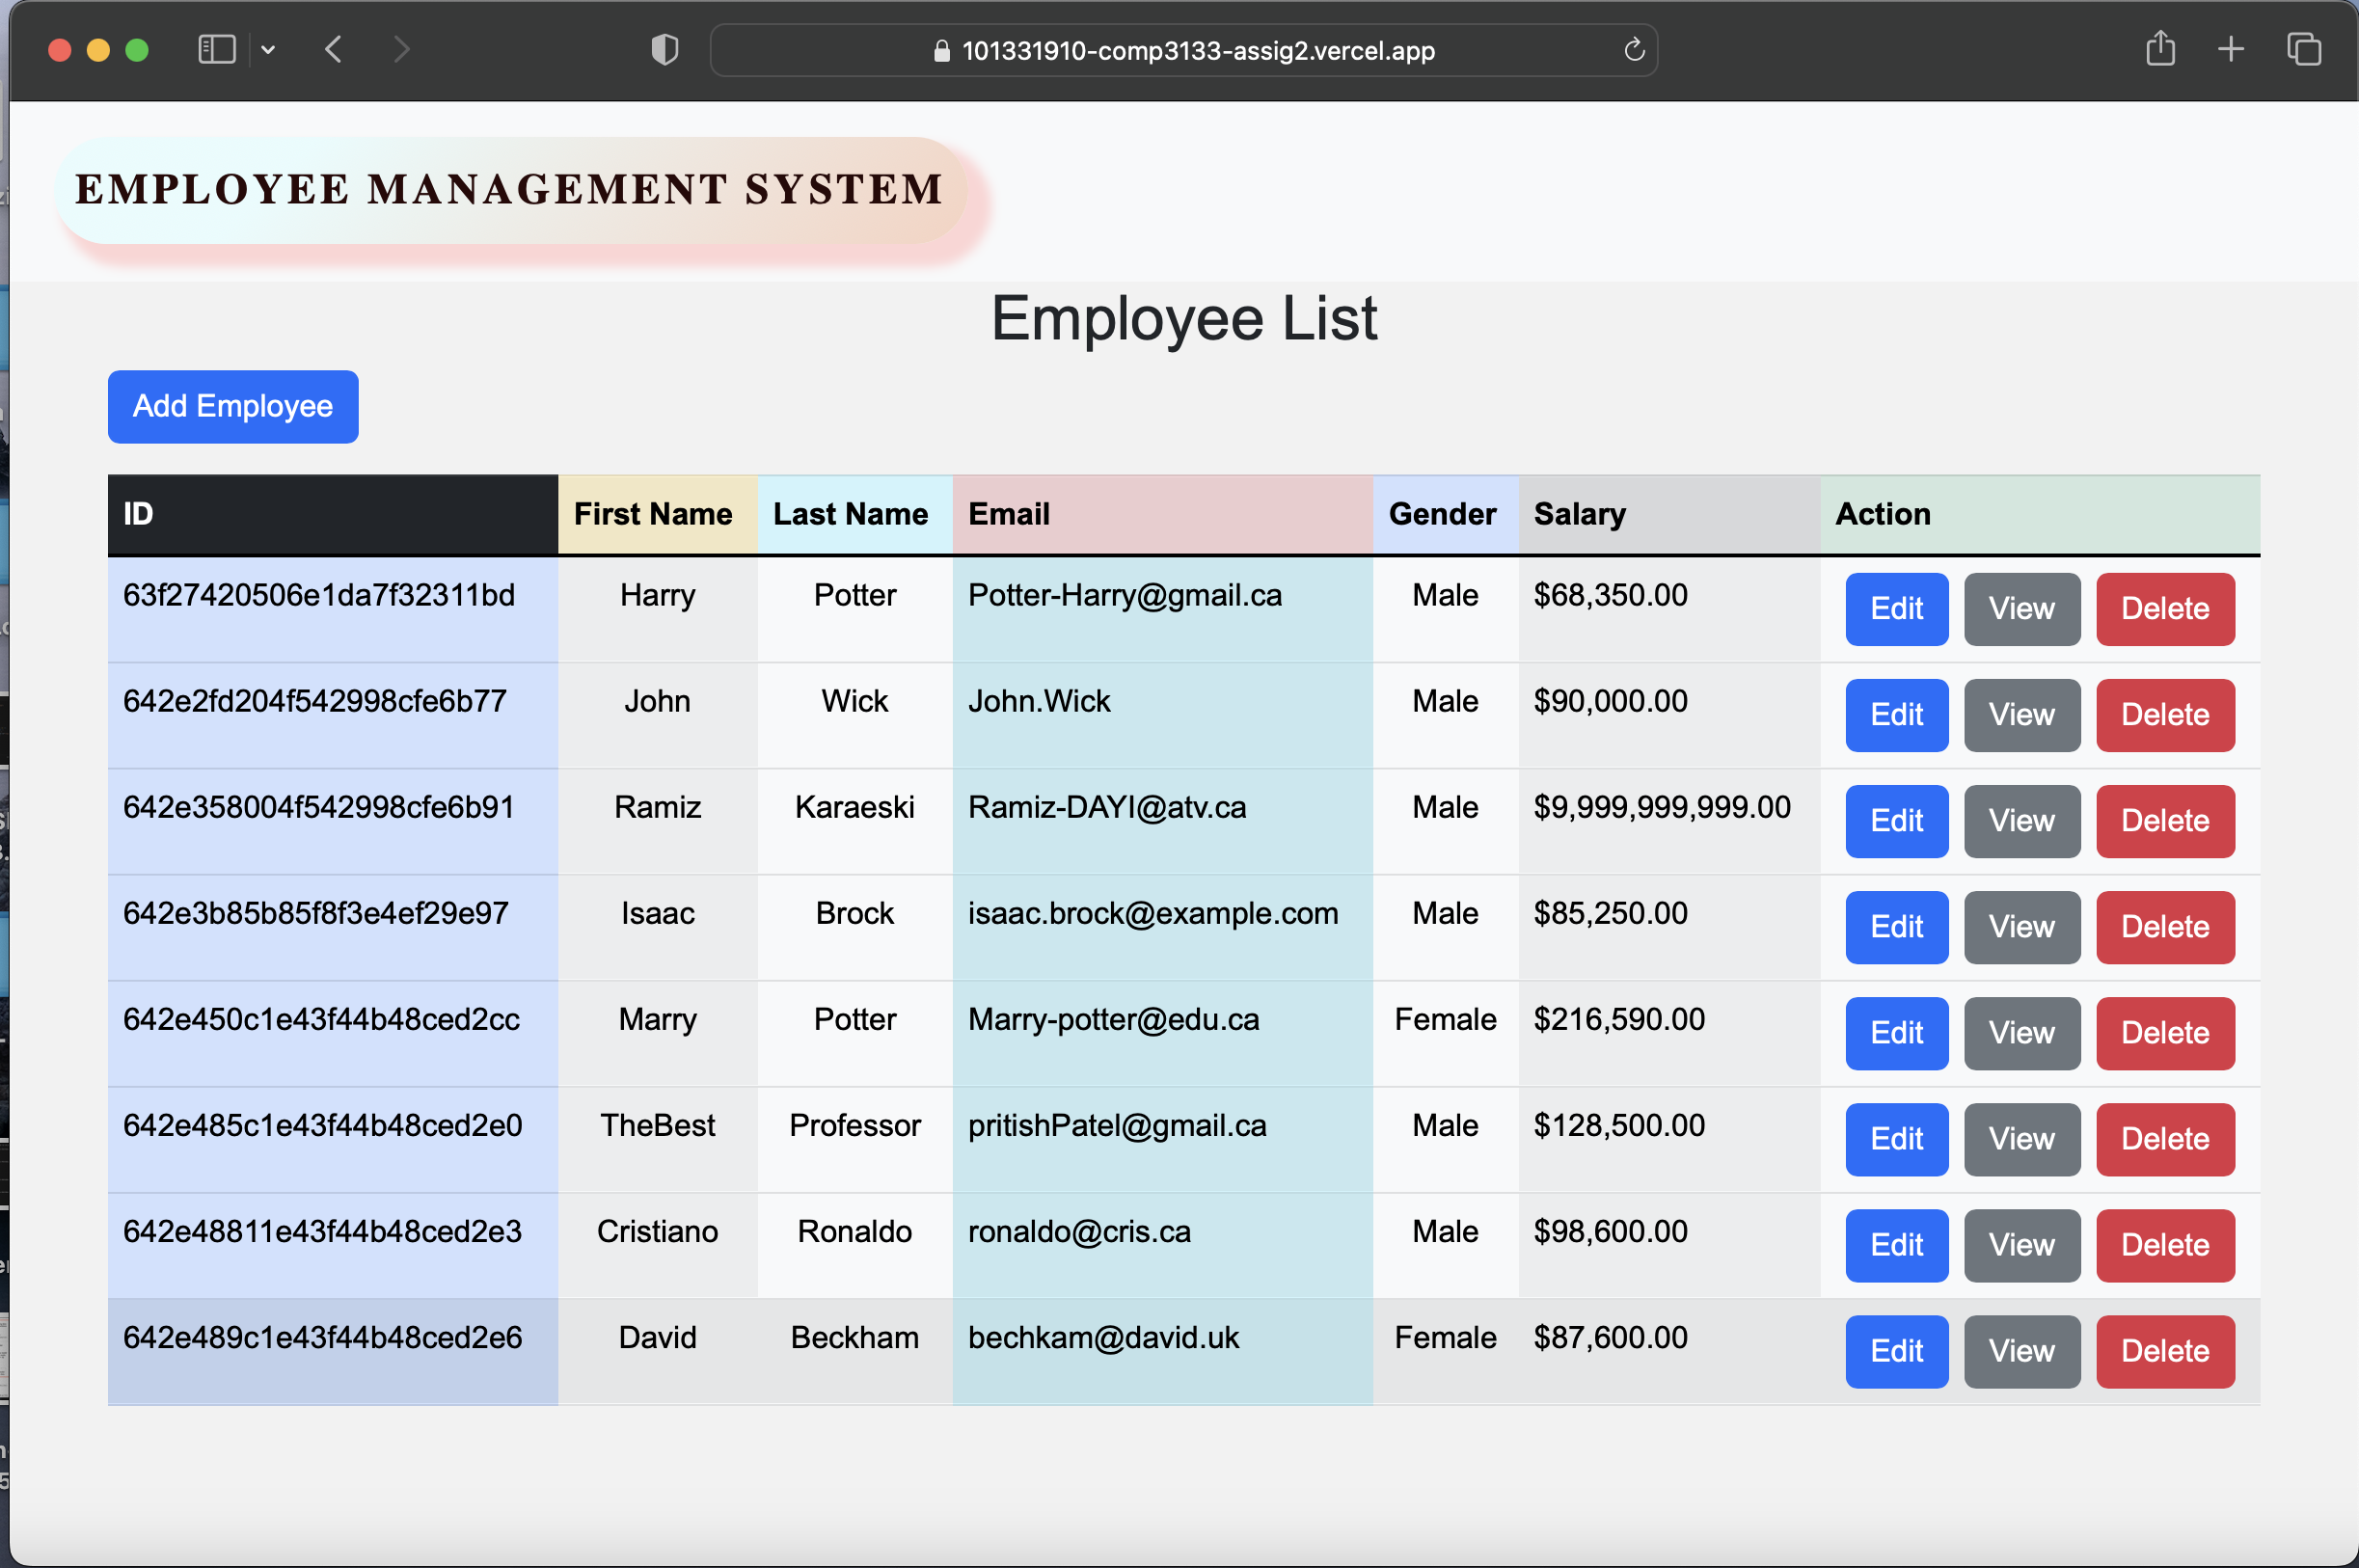 101331910-comp3133-assig2.vercel.app
EMPLOYEE MANAGEMENT SYSTEM
Employee List
Add Employee
ID First Name Last Name Email Gender Salary Action
63f27420506e1da7f32311bd Harry Potter Potter-Harry@gmail.ca Male $68,350.00 Edit View Delete
642e2fd204f542998cfe6b77 John Wick John.Wick Male $90,000.00 Edit View Delete
642e358004f542998cfe6b91 Ramiz Karaeski Ramiz-DAYI@atv.ca Male $9,999,999,999.00 Edit View Delete
642e3b85b85f8f3e4ef29e97 Isaac Brock isaac.brock@example.com Male $85,250.00 Edit View Delete
642e450c1e43f44b48ced2cc Marry Potter Marry-potter@edu.ca Female $216,590.00 Edit View Delete
642e485c1e43f44b48ced2e0 TheBest Professor pritishPatel@gmail.ca Male $128,500.00 Edit View Delete
642e48811e43f44b48ced2e3 Cristiano Ronaldo ronaldo@cris.ca Male $98,600.00 Edit View Delete
642e489c1e43f44b48ced2e6 David Beckham bechkam@david.uk Female $87,600.00 Edit View Delete